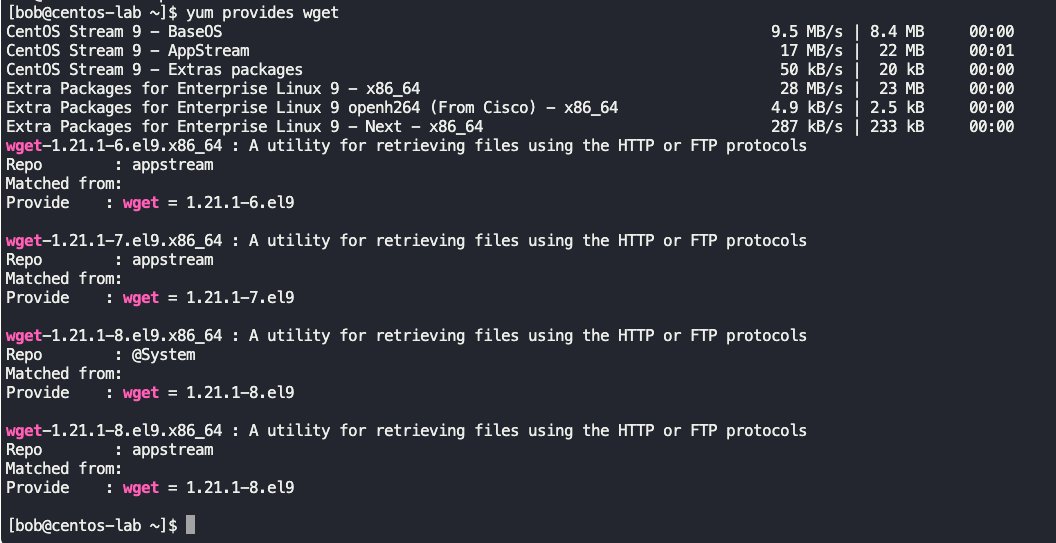 [bob@centos-lab ~]$ yum provides wget
CentOS Stream 9 - BaseOS 9.5 MB/s | 8.4 MB 00:00
CentOS Stream 9 - AppStream 17 MB/s | 22 MB 00:01
CentOS Stream 9 - Extras packages 50 kB/s | 20 kB 00:00
Extra Packages for Enterprise Linux 9 - x86_64 28 MB/s | 23 MB 00:00
Extra Packages for Enterprise Linux 9 openh264 (From Cisco) - x86_64 4.9 kB/s | 2.5 kB 00:00
Extra Packages for Enterprise Linux 9 - Next - x86_64 287 kB/s | 233 kB 00:00
wget-1.21.1-6.el9.x86_64 : A utility for retrieving files using the HTTP or FTP protocols
Repo : appstream
Matched from:
Provide : wget = 1.21.1-6.el9
wget-1.21.1-7.el9.x86_64 : A utility for retrieving files using the HTTP or FTP protocols
Repo : appstream
Matched from:
Provide : wget = 1.21.1-7.el9
wget-1.21.1-8.el9.x86_64 : A utility for retrieving files using the HTTP or FTP protocols
Repo : @System
Matched from:
Provide : wget = 1.21.1-8.el9
wget-1.21.1-8.el9.x86_64 : A utility for retrieving files using the HTTP or FTP protocols
Repo : appstream
Matched from:
Provide : wget = 1.21.1-8.el9
[bob@centos-lab ~]$